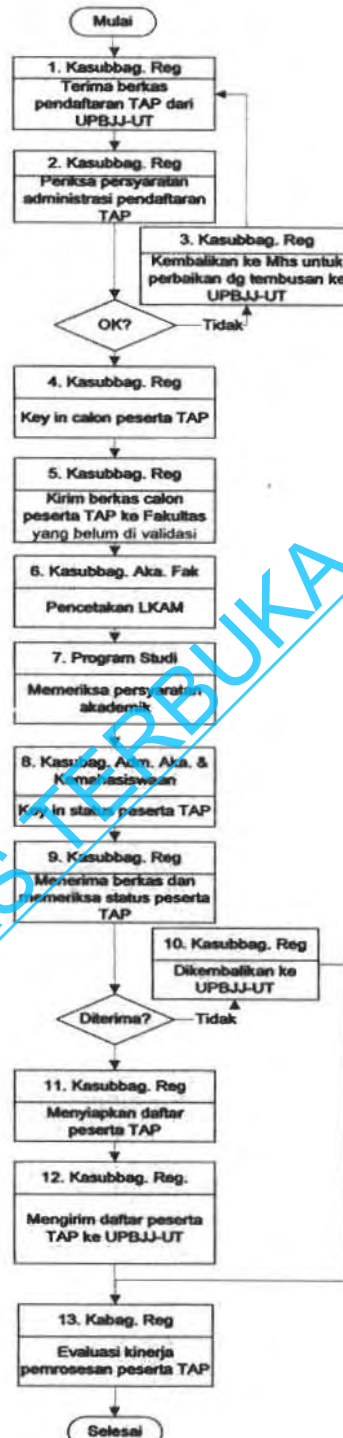 Mulai
1. Kasubbag. Reg
Terima berkas
pendaftaran TAP dari
UPBJJ-UT
2. Kasubbag. Reg
Periksa persyaratan
administrasi pendaftaran
TAP
3. Kasubbag. Reg
Kembalikan ke Mhs untuk
perbaikan dg tembusan ke
UPBJJ-UT
OK?
Tidak
4. Kasubbag. Reg
Key in calon peserta TAP
5. Kasubbag. Reg
Kirim berkas calon
peserta TAP ke Fakultas
yang belum di validasi
6. Kasubbag. Aka. Fak
Pencetakan LKAM
7. Program Studi
Memeriksa persyaratan
akademik
8. Kasubag. Adm. Aka. &
Kemahasiswaan
Key in status peserta TAP
9. Kasubbag. Reg
Menerima berkas dan
memeriksa status peserta
TAP
10. Kasubbag. Reg
Dikembalikan ke
UPBJJ-UT
Diterima?
Tidak
11. Kasubbag. Reg
Menyiapkan daftar
peserta TAP
12. Kasubbag. Reg.
Mengirim daftar peserta
TAP ke UPBJJ-UT
13. Kabag. Reg
Evaluasi kinerja
pemrosesan peserta TAP
Selesai
S TERBUKA